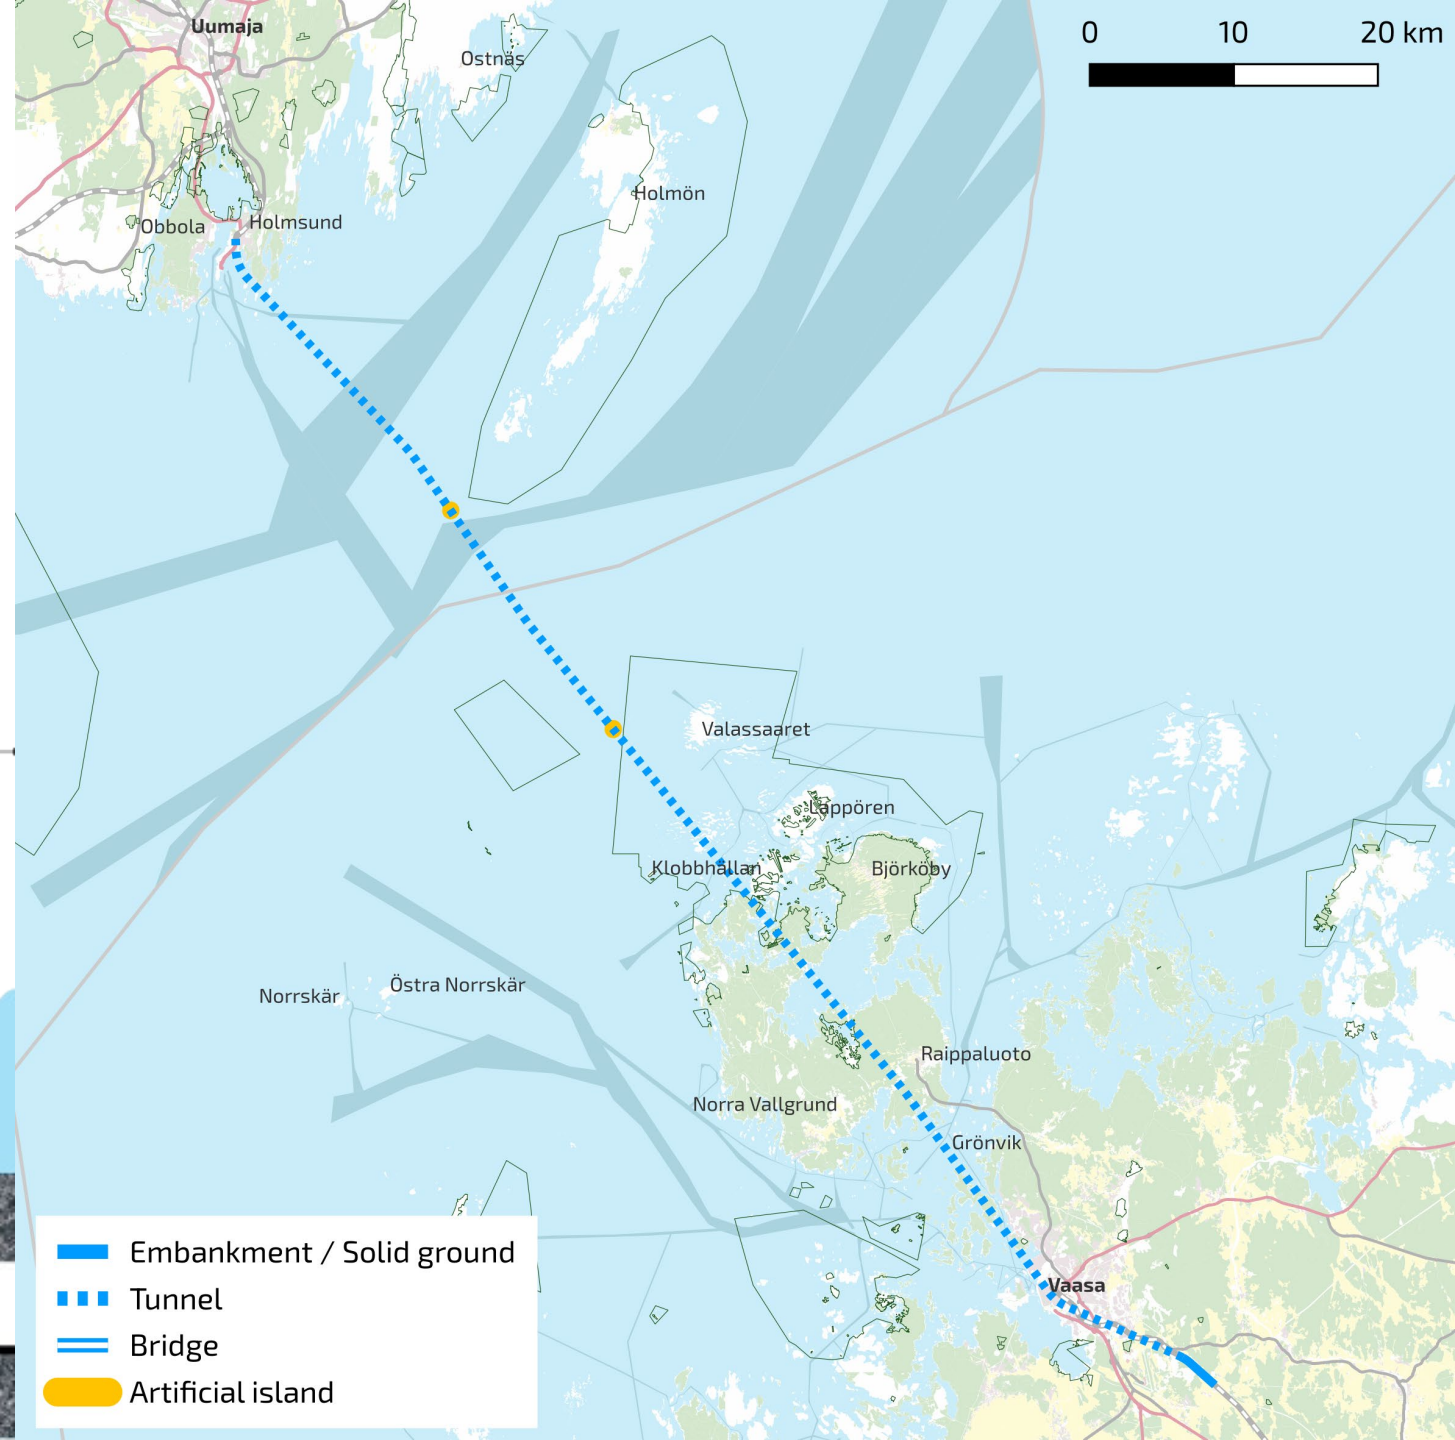 Uumaja
Ostnäs
0 10 20 km
Holmön
Obbola
Holmsund
Valassaaret
Lappören
Klobbhällan
Björköby
Östra Norrskär
Norrskär
Raippaluoto
Norra Vallgrund
Grönvik
Vaasa
Embankment / Solid ground
Tunnel
Bridge
Artificial island